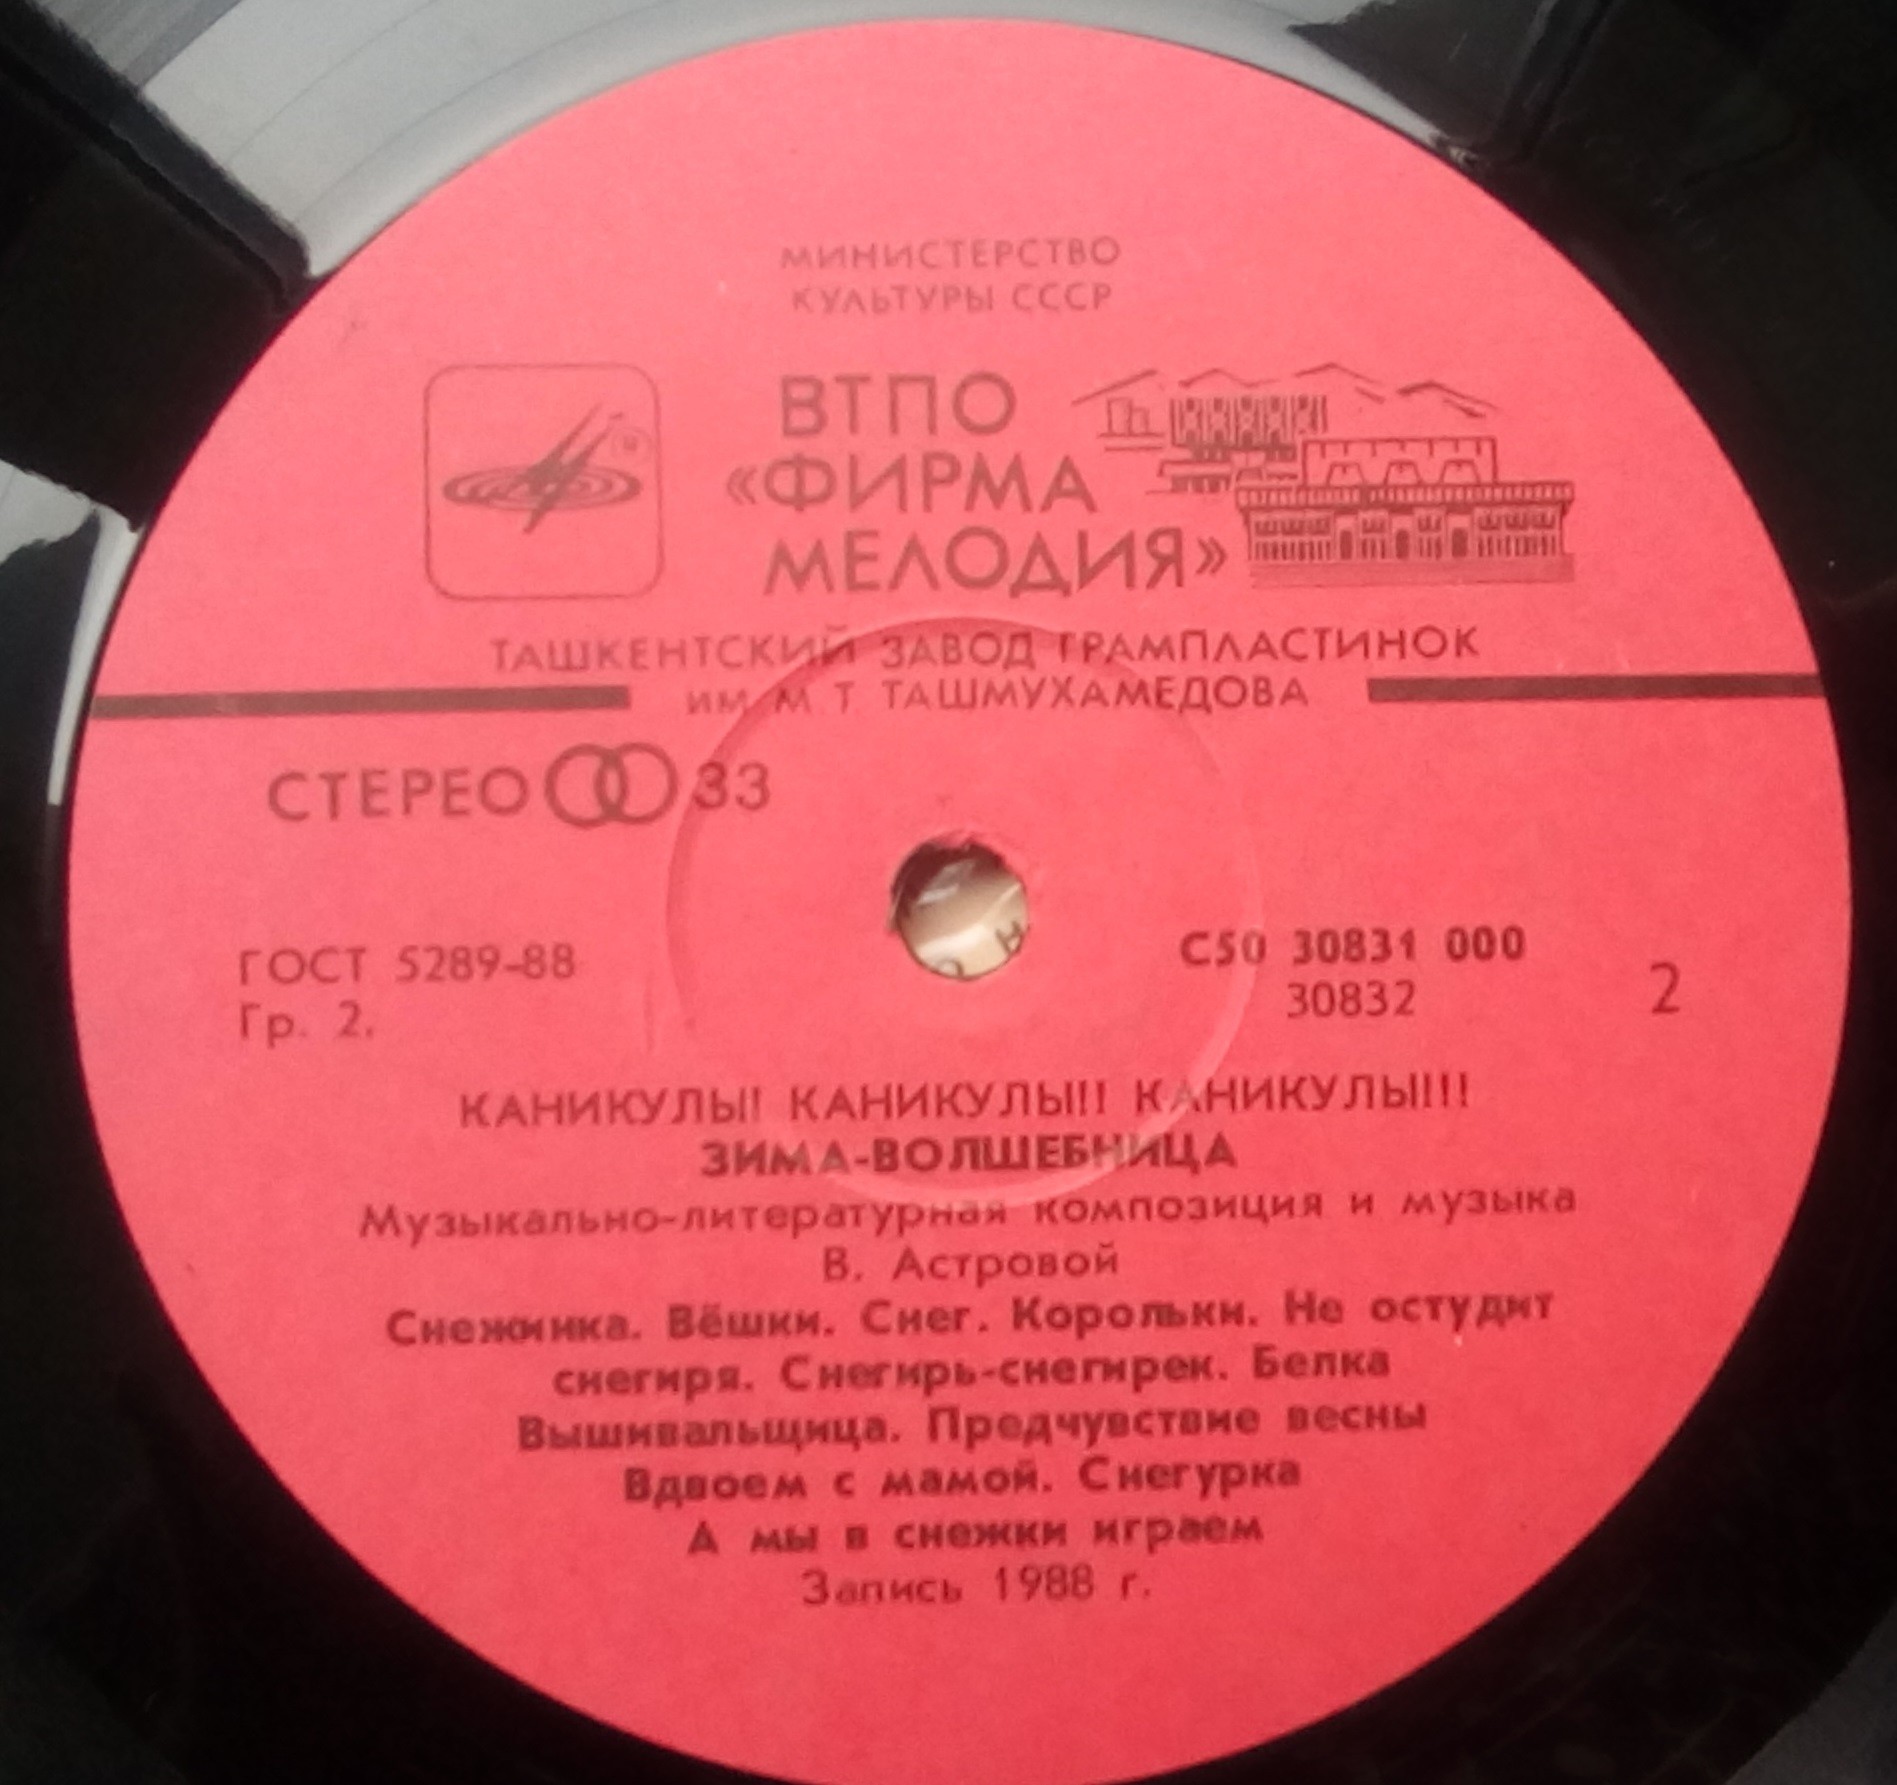 МИНИСТЕРСТВО
КУЛЬТУРЫ СССР
ВТПО
«ФИРМА
МЕЛОДИЯ»
ТАШКЕНТСКИЙ ЗАВОД ГРАМПЛАСТИНОК
им М Т ТАШМУХАМЕДОВА
СТЕРЕО 33
ГОСТ 5289-88
Гр. 2.
С50 30831 000
30832
2
КАНИКУЛЫ! КАНИКУЛЫ!! КАНИКУЛЫ!!!
ЗИМА-ВОЛШЕБНИЦА
Музыкально-литературная композиция и музыка
В. Астровой
Снежинка. Вёшки. Снег. Корольки. Не остудит
снегиря. Снегирь-снегирек. Белка
Вышивальщица. Предчувствие весны
Вдвоем с мамой. Снегурка
А мы в снежки играем
Запись 1988 г.